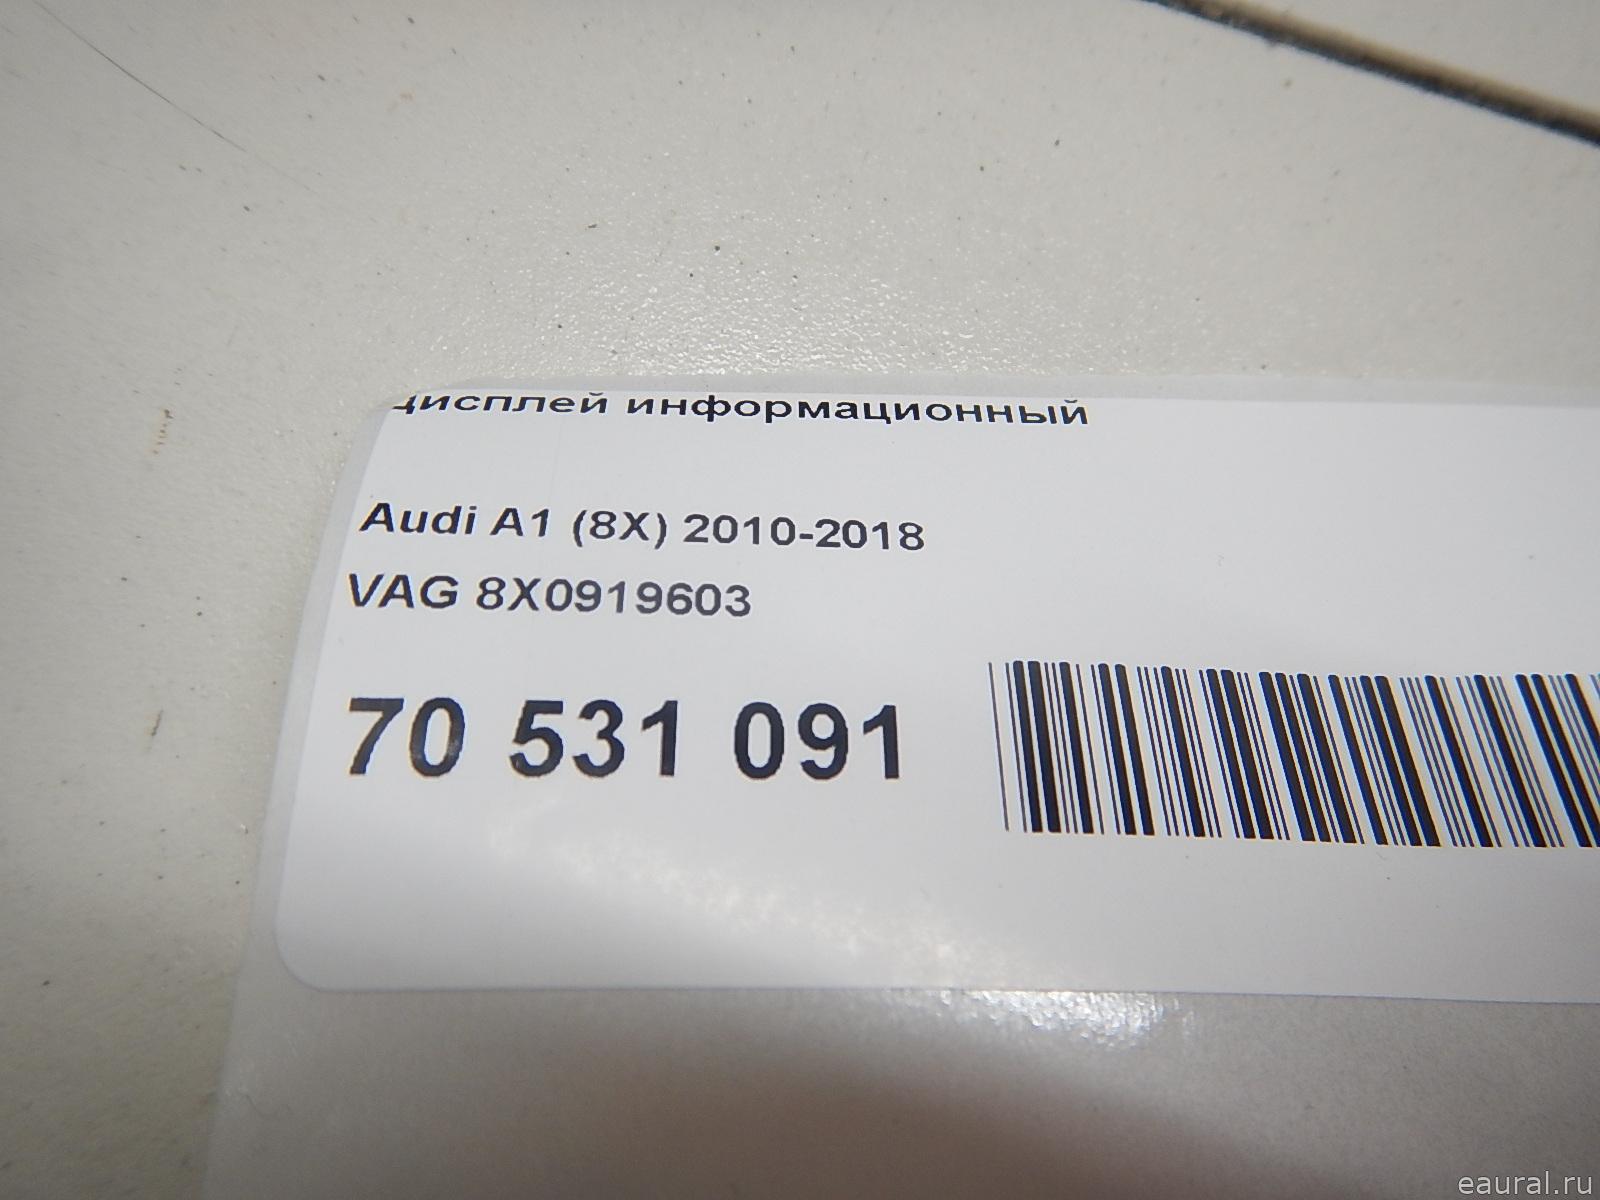 дисплей информационный
Audi A1 (8X) 2010-2018
VAG 8X0919603
70 531 091
eaural.ru